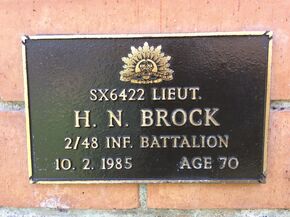 SX6422 LIEUT.
H. N. BROCK
2/48 INF. BATTALION
10. 2. 1985 AGE 70